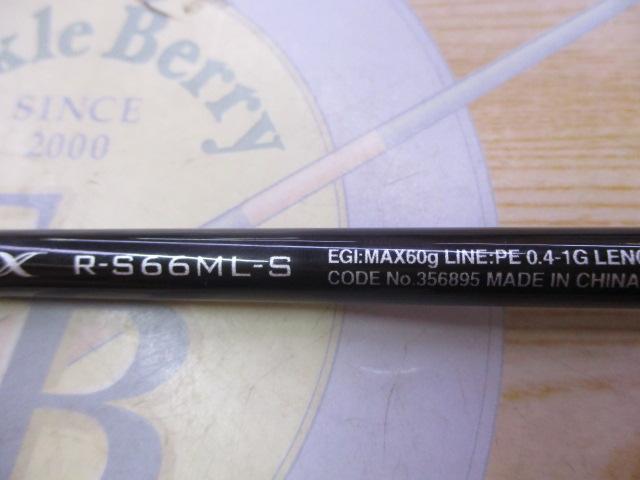 kle Berry
SINCE
2000
X R-S66ML-S
EGI:MAX60g LINE:PE 0.4-1G LENG
CODE No.356895 MADE IN CHINA
B